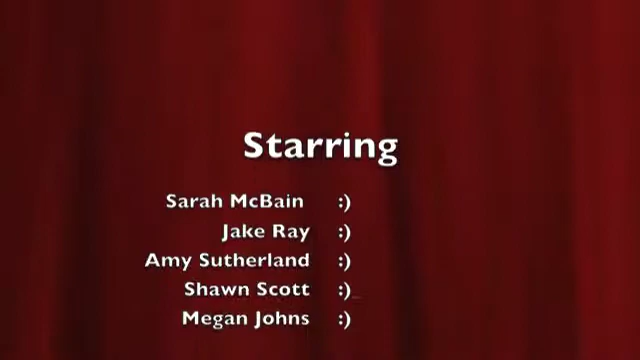 Starring
Sarah McBain :)
Jake Ray :)
Amy Sutherland :)
Shawn Scott :)
Megan Johns :)